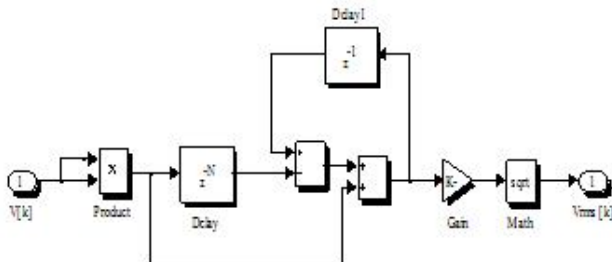 Delay1
-1
z
-N
z
x
+
-
+
+
K-
sqrt
1
1
V[k]
Product
Delay
Gain
Math
Vrms [k]